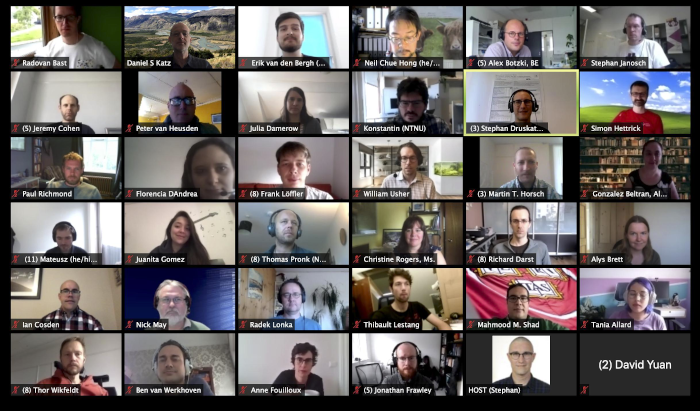 Radovan Bast
Daniel S Katz
Erik van den Bergh (...
Neil Chue Hong (he/...
(5) Alex Botzki, BE
Stephan Janosch
(5) Jeremy Cohen
Peter van Heusden
Julia Damerow
Konstantin (NTNU)
(3) Stephan Druskat...
Simon Hettrick
Paul Richmond
Florencia DAndrea
(8) Frank Löffler
William Usher
(3) Martin T. Horsch
Gonzalez Beltran, Al...
(11) Mateusz (he/hi...
Juanita Gomez
(8) Thomas Pronk (N...
Christine Rogers, Ms.
(8) Richard Darst
Alys Brett
Ian Cosden
Nick May
Radek Lonka
Thibault Lestang
Mahmood M. Shad
Tania Allard
(8) Thor Wikfeldt
Ben van Werkhoven
Anne Fouilloux
(5) Jonathan Frawley
HOST (Stephan)
(2) David Yuan